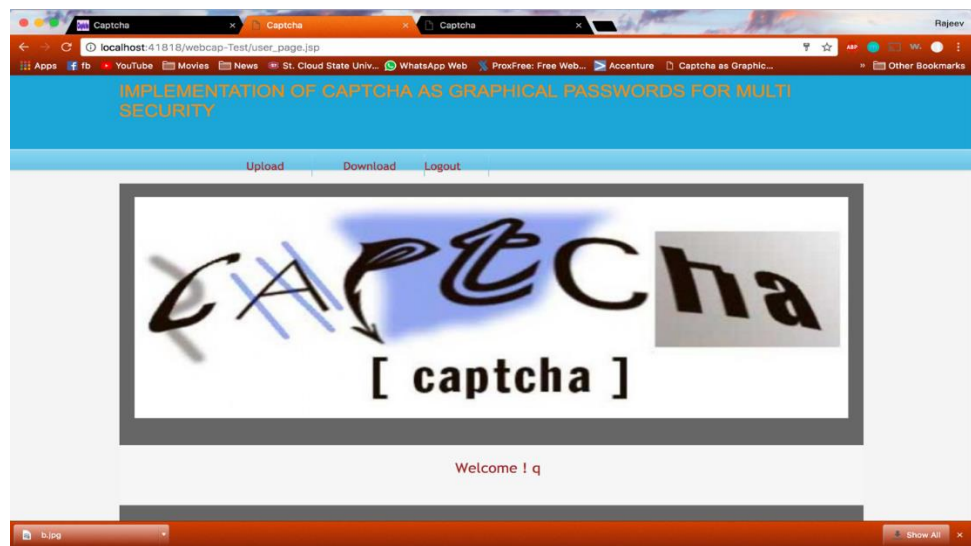 Captcha
Captcha
Captcha
Rajeev
localhost:41818/webcap-Test/user_page.jsp
Apps fb YouTube Movies News St. Cloud State Univ... WhatsApp Web ProxFree: Free Web... Accenture Captcha as Graphic... » Other Bookmarks
IMPLEMENTATION OF CAPTCHA AS GRAPHICAL PASSWORDS FOR MULTI
SECURITY
Upload Download Logout
CAPtCha
[ captcha ]
Welcome ! q
b.jpg Show All